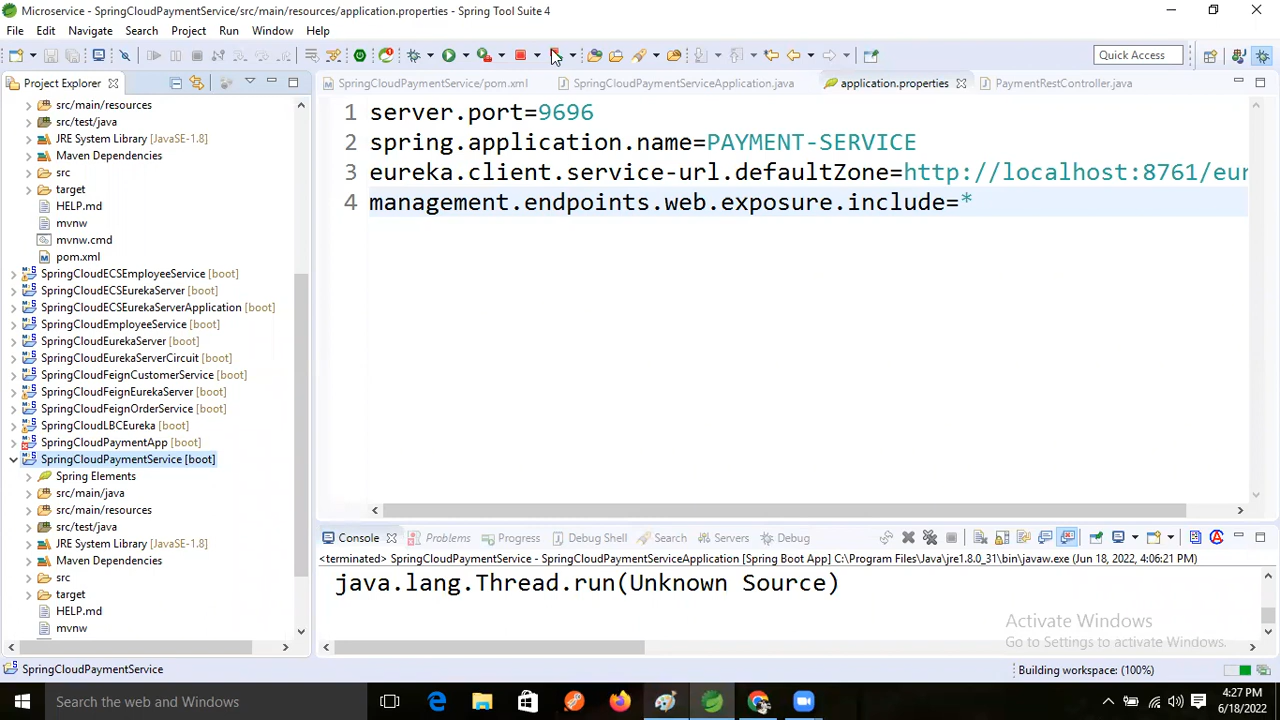 Microservice - SpringCloudPaymentService/src/main/resources/application.properties - Spring Tool Suite 4
File Edit Navigate Search Project Run Window Help
Quick Access
Project Explorer
SpringCloudPaymentService/pom.xml
SpringCloudPaymentServiceApplication.java
application.properties
PaymentRestController.java
src/main/resources
src/test/java
JRE System Library [JavaSE-1.8]
Maven Dependencies
src
target
HELP.md
mvnw
mvnw.cmd
pom.xml
SpringCloudECSEmployeeService [boot]
SpringCloudECSEurekaServer [boot]
SpringCloudECSEurekaServerApplication [boot]
SpringCloudEmployeeService [boot]
SpringCloudEurekaServer [boot]
SpringCloudEurekaServerCircuit [boot]
SpringCloudFeignCustomerService [boot]
SpringCloudFeignEurekaServer [boot]
SpringCloudFeignOrderService [boot]
SpringCloudLBCEureka [boot]
SpringCloudPaymentApp [boot]
SpringCloudPaymentService [boot]
Spring Elements
src/main/java
src/main/resources
src/test/java
JRE System Library [JavaSE-1.8]
Maven Dependencies
src
target
HELP.md
mvnw
1 server.port=9696
2 spring.application.name=PAYMENT-SERVICE
3 eureka.client.service-url.defaultZone=http://localhost:8761/eur
4 management.endpoints.web.exposure.include=*
Console Problems Progress Debug Shell Search Servers Debug
<terminated> SpringCloudPaymentService - SpringCloudPaymentServiceApplication [Spring Boot App] C:\Program Files\Java\jre1.8.0_31\bin\javaw.exe (Jun 18, 2022, 4:06:21 PM)
java.lang.Thread.run(Unknown Source)
Activate Windows
Go to Settings to activate Windows.
SpringCloudPaymentService
Building workspace: (100%)
Search the web and Windows
4:27 PM
6/18/2022